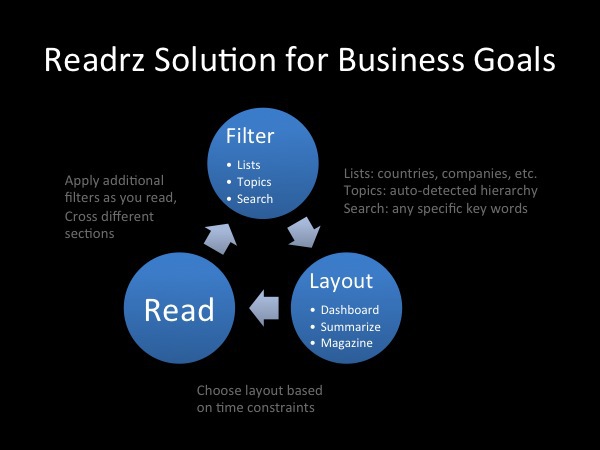 Readrz Solution for Business Goals
Filter
• Lists
• Topics
• Search
Lists: countries, companies, etc.
Topics: auto-detected hierarchy
Search: any specific key words
Apply additional
filters as you read,
Cross different
sections
Layout
• Dashboard
• Summarize
• Magazine
Read
Choose layout based
on time constraints